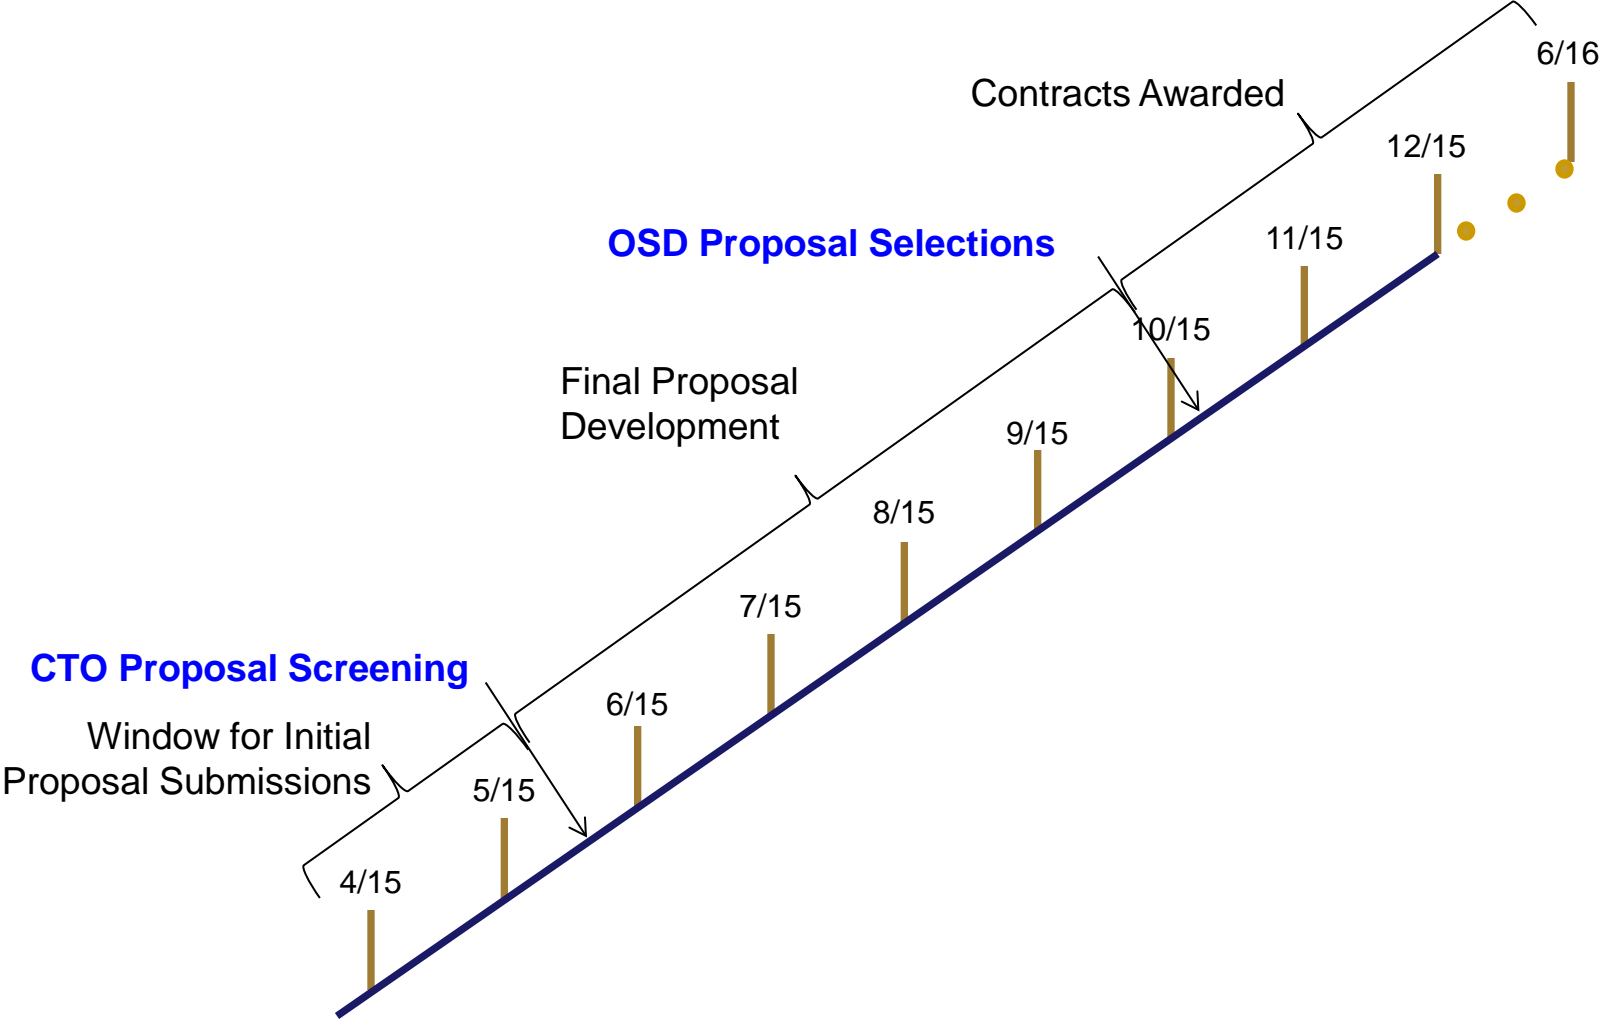 6/16
Contracts Awarded
12/15
OSD Proposal Selections
11/15
10/15
Final Proposal
Development
9/15
8/15
7/15
CTO Proposal Screening
6/15
Window for Initial
Proposal Submissions
5/15
4/15